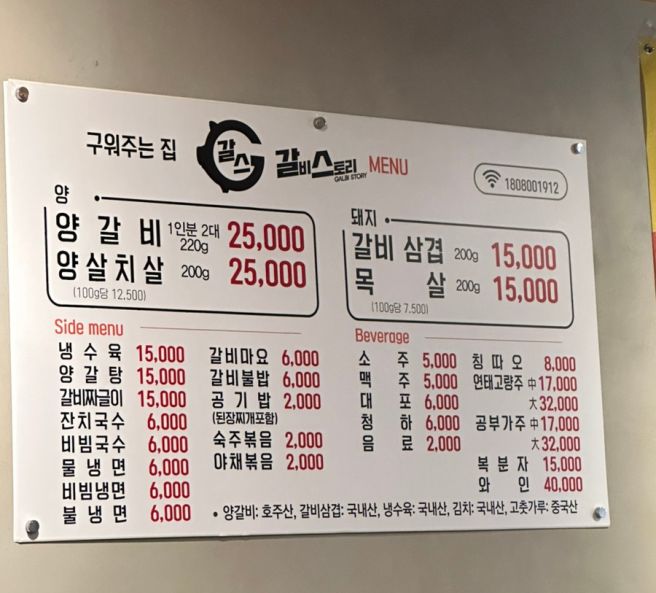 구워주는 집 갈스 갈비스토리 GALBI STORY MENU
1808001912
양
양 갈 비 1인분 2대 220g 25,000
양살치살 200g 25,000
(100g당 12,500)
돼지
갈비 삼겹 200g 15,000
목 살 200g 15,000
(100g당 7,500)
Side menu
냉 수 육 15,000
양 갈 탕 15,000
갈비짜글이 15,000
잔치국수 6,000
비빔국수 6,000
물 냉 면 6,000
비빔냉면 6,000
불 냉 면 6,000
갈비마요 6,000
갈비불밥 6,000
공 기 밥 2,000
(된장찌개포함)
숙주볶음 2,000
야채볶음 2,000
Beverage
소 주 5,000
맥 주 5,000
대 포 6,000
청 하 6,000
음 료 2,000
칭 따 오 8,000
연태고량주 中 17,000
大 32,000
공부가주 中 17,000
大 32,000
복 분 자 15,000
와 인 40,000
• 양갈비: 호주산, 갈비삼겹: 국내산, 냉수육: 국내산, 김치: 국내산, 고춧가루: 중국산